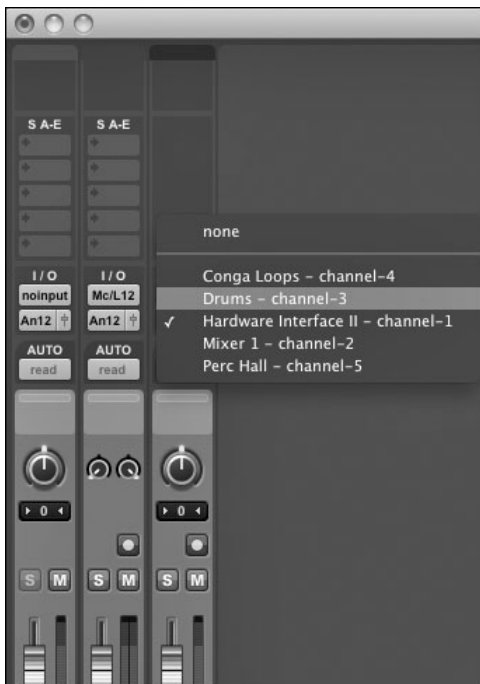 S A-E
S A-E
none
I / O
I / O
Conga Loops – channel-4
noinput
Mc/L12
Drums – channel-3
An12
An12
✓ Hardware Interface II – channel-1
Mixer 1 – channel-2
AUTO
AUTO
Perc Hall – channel-5
read
read
0
0
S M
S M
S M